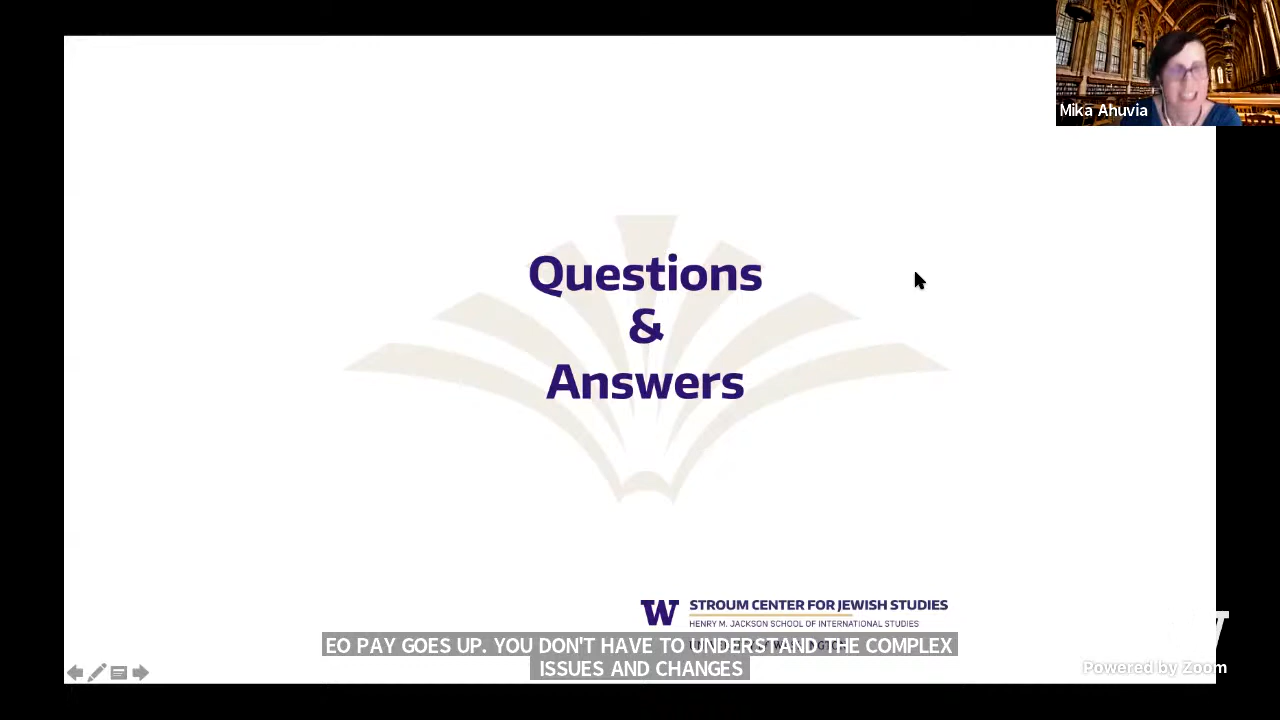 Mika Ahuvia
Questions
&
Answers
W STROUM CENTER FOR JEWISH STUDIES
HENRY M. JACKSON SCHOOL OF INTERNATIONAL STUDIES
EO PAY GOES UP. YOU DON'T HAVE TO UNDERSTAND THE COMPLEX
ISSUES AND CHANGES
Powered by Zoom